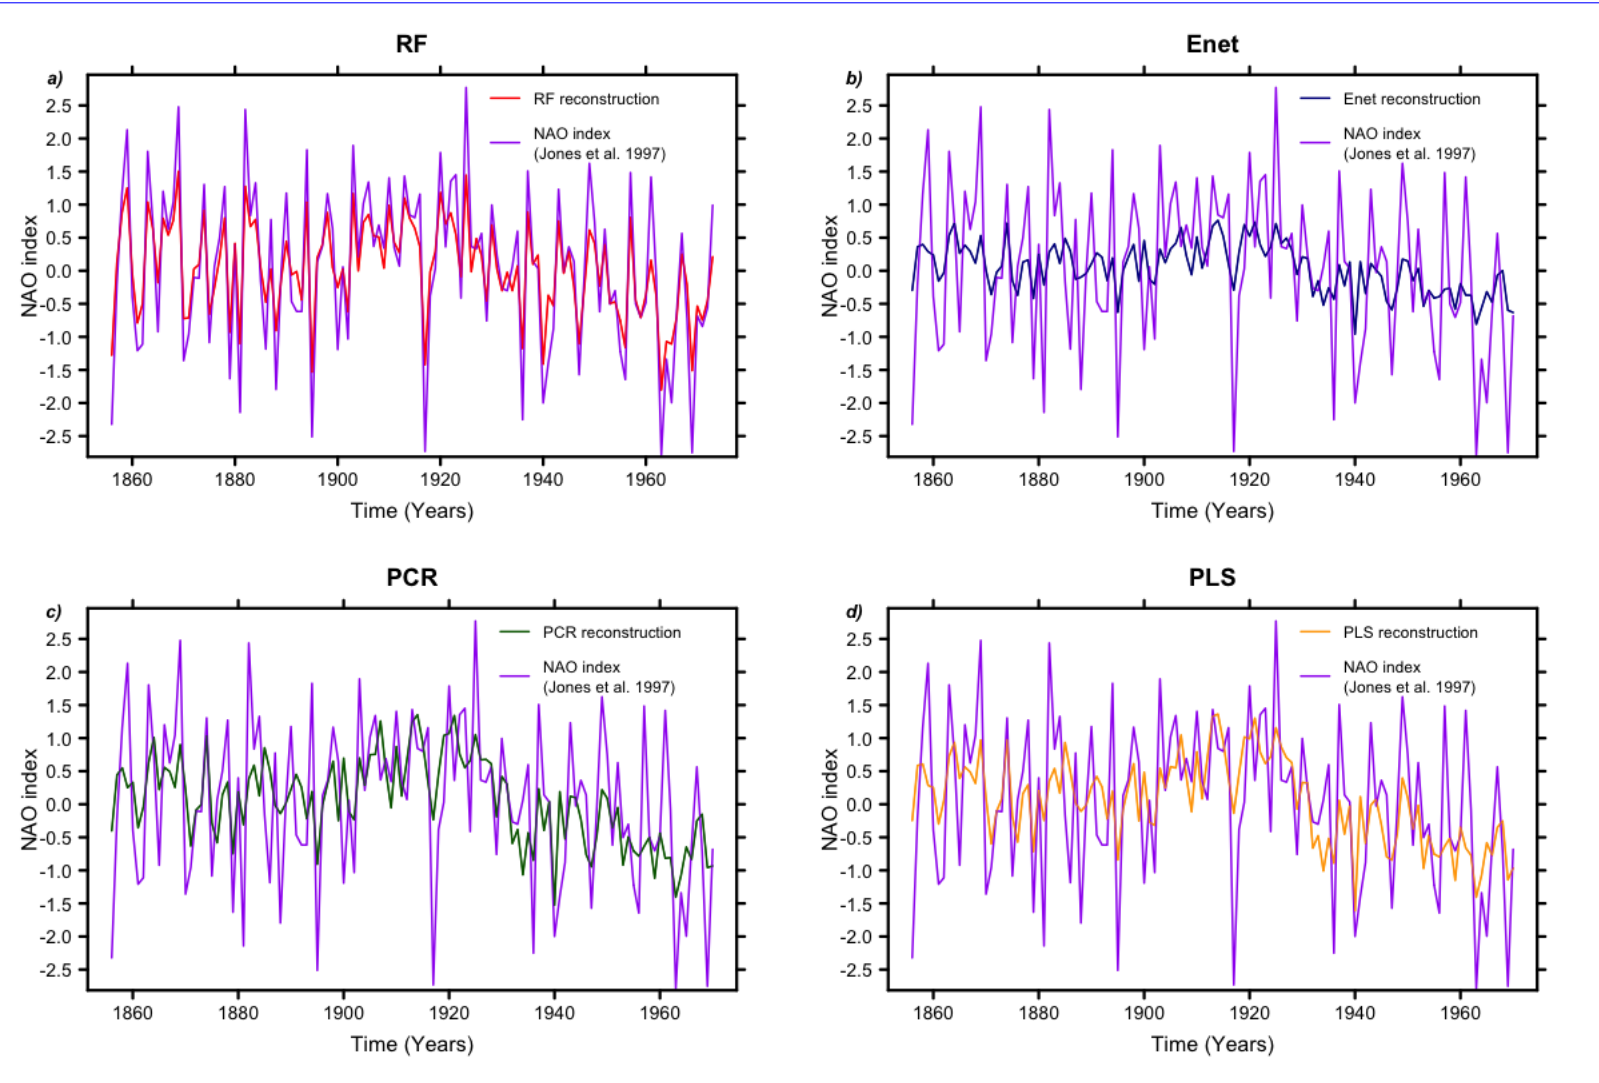 RF
a)
2.5
2.0
1.5
1.0
0.5
0.0
-0.5
-1.0
-1.5
-2.0
-2.5
NAO index
RF reconstruction
NAO index
(Jones et al. 1997)
1860 1880 1900 1920 1940 1960
Time (Years)
Enet
b)
2.5
2.0
1.5
1.0
0.5
0.0
-0.5
-1.0
-1.5
-2.0
-2.5
NAO index
Enet reconstruction
NAO index
(Jones et al. 1997)
1860 1880 1900 1920 1940 1960
Time (Years)
PCR
c)
2.5
2.0
1.5
1.0
0.5
0.0
-0.5
-1.0
-1.5
-2.0
-2.5
NAO index
PCR reconstruction
NAO index
(Jones et al. 1997)
1860 1880 1900 1920 1940 1960
Time (Years)
PLS
d)
2.5
2.0
1.5
1.0
0.5
0.0
-0.5
-1.0
-1.5
-2.0
-2.5
NAO index
PLS reconstruction
NAO index
(Jones et al. 1997)
1860 1880 1900 1920 1940 1960
Time (Years)